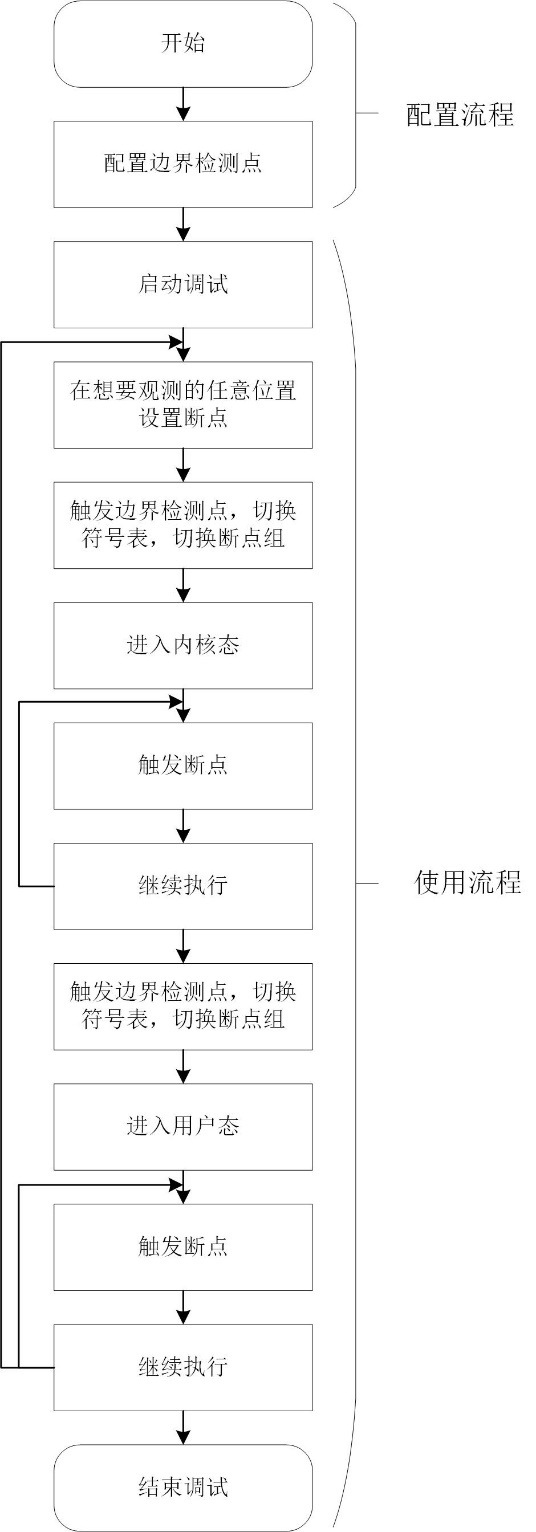 开始
配置流程
配置边界检测点
启动调试
在想要观测的任意位置
设置断点
触发边界检测点，切换
符号表，切换断点组
进入内核态
触发断点
继续执行
使用流程
触发边界检测点，切换
符号表，切换断点组
进入用户态
触发断点
继续执行
结束调试